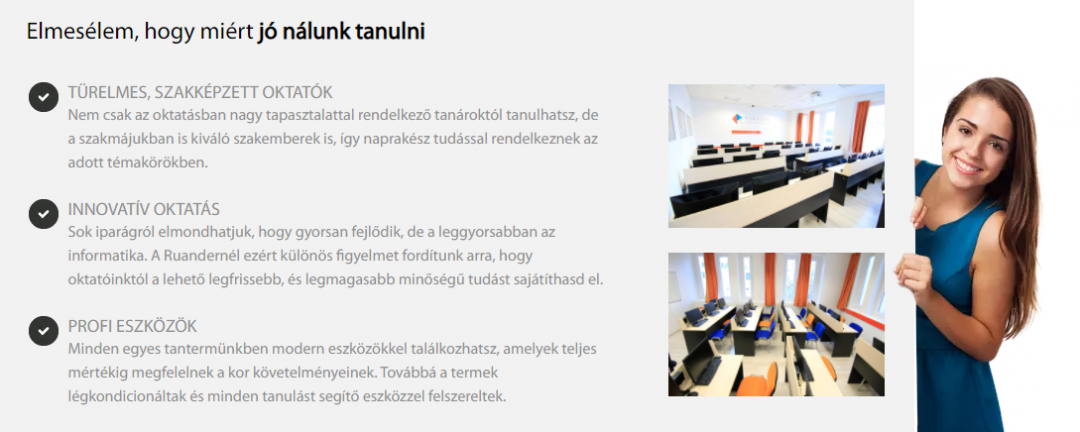 Elmesélem, hogy miért jó nálunk tanulni
TÜRELMES, SZAKKÉPZETT OKTATÓK
Nem csak az oktatásban nagy tapasztalattal rendelkező tanároktól tanulhatsz, de
a szakmájukban is kiváló szakemberek is, így naprakész tudással rendelkeznek az
adott témakörökben.
INNOVATÍV OKTATÁS
Sok iparágról elmondhatjuk, hogy gyorsan fejlődik, de a leggyorsabban az
informatika. A Ruandernél ezért különös figyelmet fordítunk arra, hogy
oktatóinktól a lehető legfrissebb, és legmagasabb minőségű tudást sajátíthasd el.
PROFI ESZKÖZÖK
Minden egyes tantermünkben modern eszközökkel találkozhatsz, amelyek teljes
mértékig megfelelnek a kor követelményeinek. Továbbá a termek
légkondicionáltak és minden tanulást segítő eszközzel felszereltek.